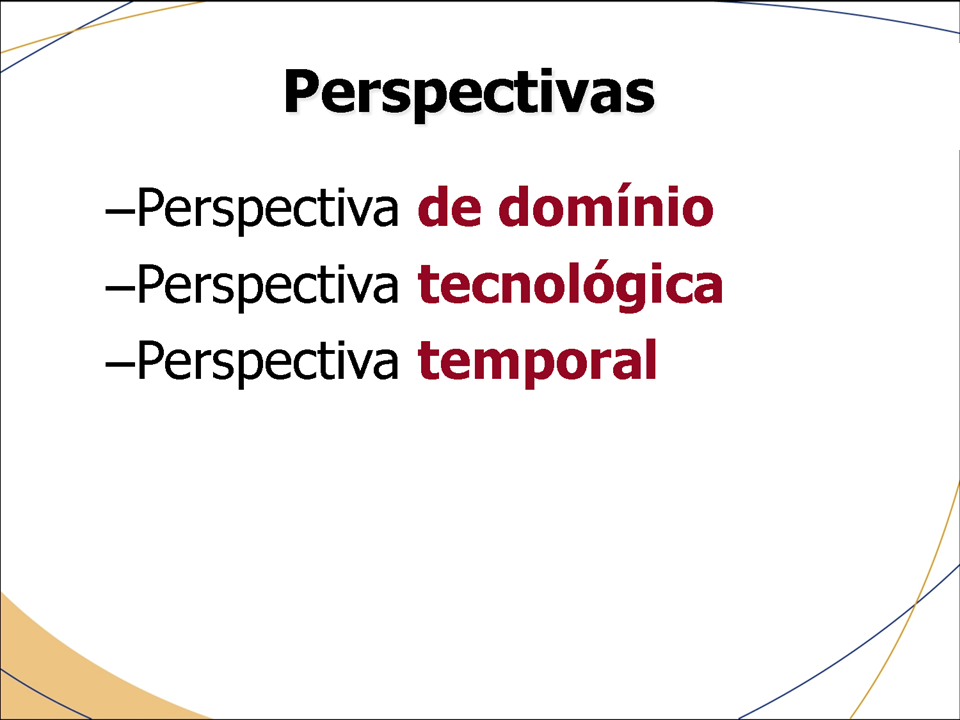 Perspectivas
–Perspectiva de domínio
–Perspectiva tecnológica
–Perspectiva temporal